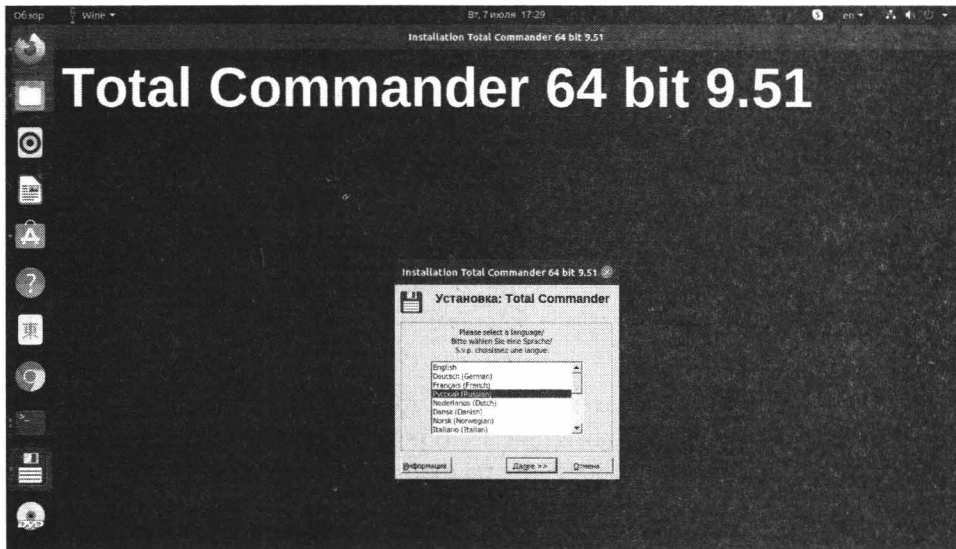 Обзор
Wine
Вт, 7 июля 17:29
en
Installation Total Commander 64 bit 9.51
Total Commander 64 bit 9.51
Installation Total Commander 64 bit 9.51
Установка: Total Commander
Please select a language/
Bitte wählen Sie eine Sprache/
S.v.p. choisissez une langue:
English
Deutsch (German)
Français (French)
Русский (Russian)
Nederlands (Dutch)
Dansk (Danish)
Norsk (Norwegian)
Italiano (Italian)
Информация
Далее >>
Отмена
DVD